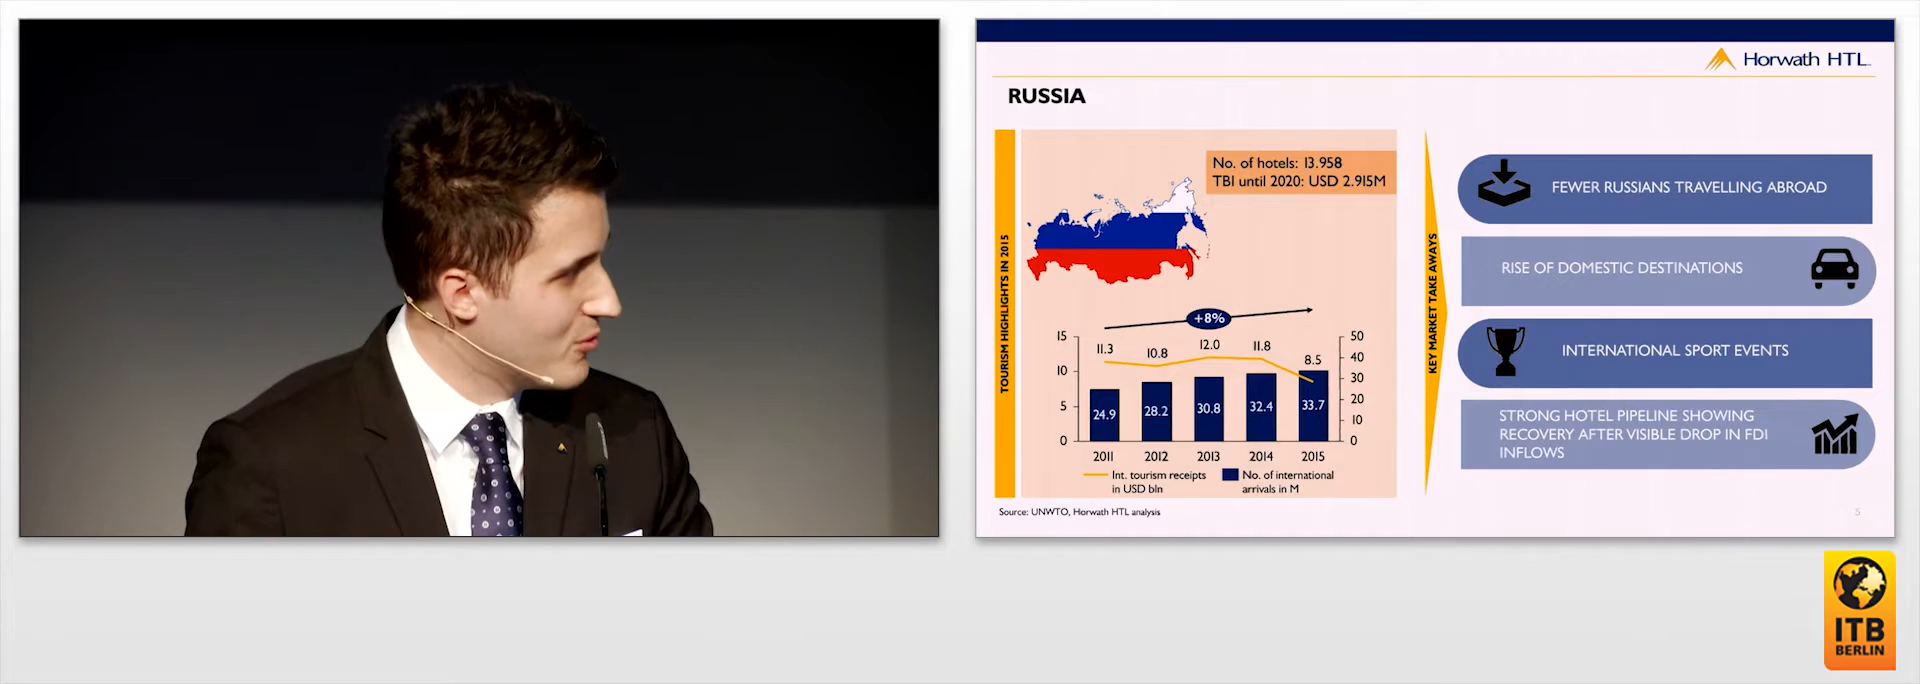 Horwath HTL
RUSSIA
TOURISM HIGHLIGHTS IN 2015
No. of hotels: 13.958
TBI until 2020: USD 2.915M
+8%
15
10
5
0
11.3
10.8
12.0
11.8
8.5
24.9
28.2
30.8
32.4
33.7
50
40
30
20
10
0
2011
2012
2013
2014
2015
Int. tourism receipts
in USD bln
No. of international
arrivals in M
Source: UNWTO, Horwath HTL analysis
KEY MARKET TAKE AWAYS
FEWER RUSSIANS TRAVELLING ABROAD
RISE OF DOMESTIC DESTINATIONS
INTERNATIONAL SPORT EVENTS
STRONG HOTEL PIPELINE SHOWING
RECOVERY AFTER VISIBLE DROP IN FDI
INFLOWS
5
ITB
BERLIN